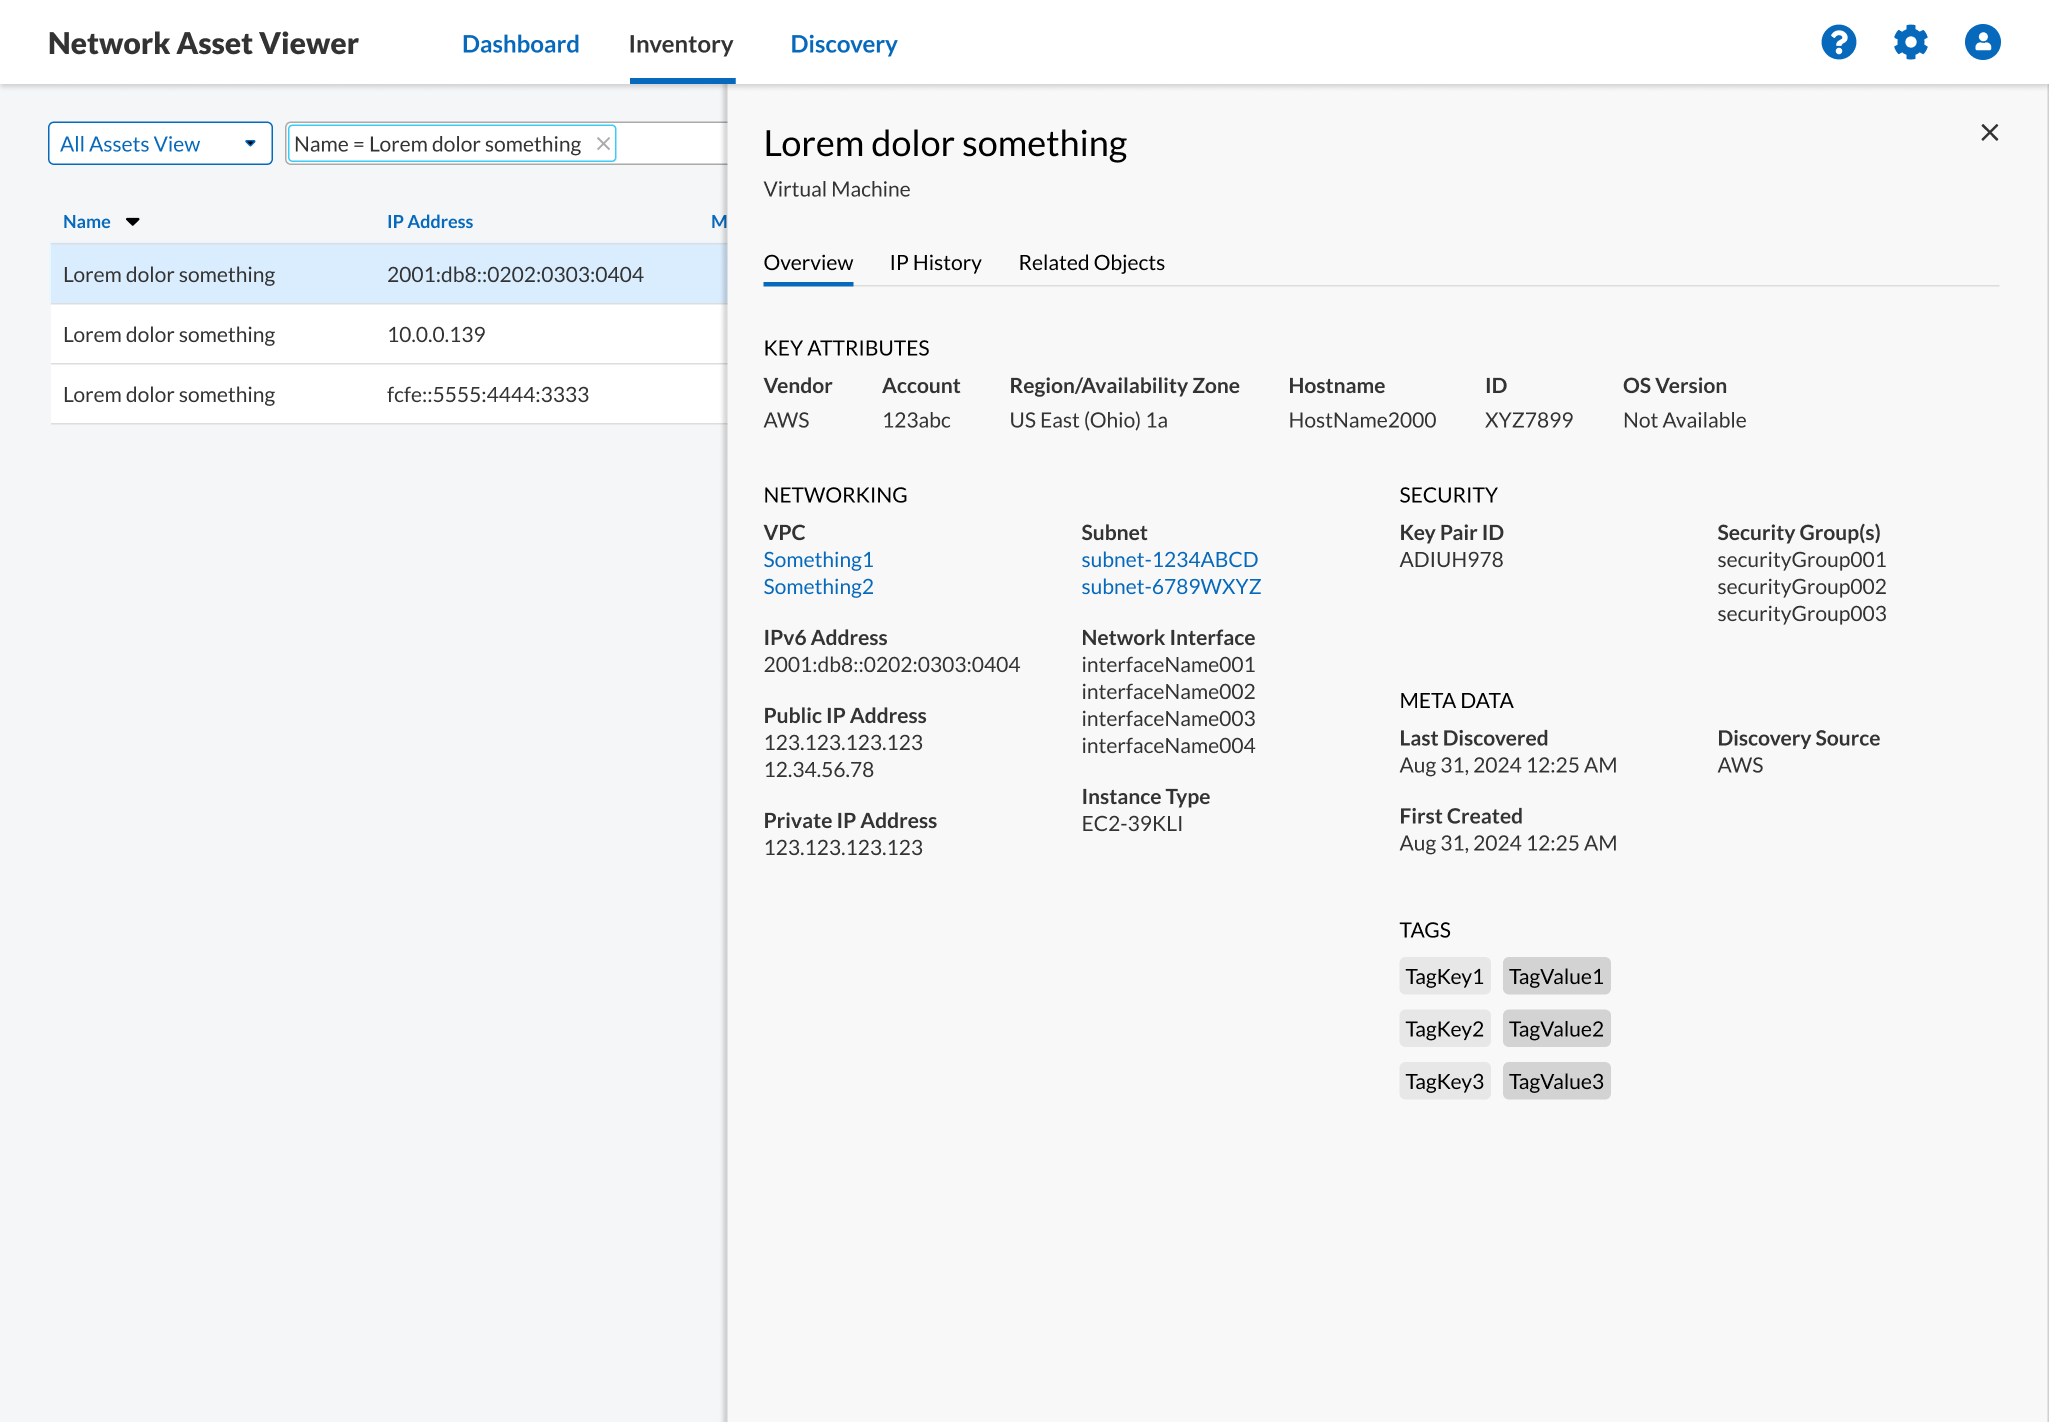 Network Asset Viewer
Dashboard Inventory Discovery
All Assets View
Name = Lorem dolor something
Name IP Address M
Lorem dolor something 2001:db8::0202:0303:0404
Lorem dolor something 10.0.0.139
Lorem dolor something fcfe::5555:4444:3333
Lorem dolor something
Virtual Machine
Overview IP History Related Objects
KEY ATTRIBUTES
Vendor Account Region/Availability Zone Hostname ID OS Version
AWS 123abc US East (Ohio) 1a HostName2000 XYZ7899 Not Available
NETWORKING
VPC
Something1
Something2
IPv6 Address
2001:db8::0202:0303:0404
Public IP Address
123.123.123.123
12.34.56.78
Private IP Address
123.123.123.123
Subnet
subnet-1234ABCD
subnet-6789WXYZ
Network Interface
interfaceName001
interfaceName002
interfaceName003
interfaceName004
Instance Type
EC2-39KLI
SECURITY
Key Pair ID
ADIUH978
Security Group(s)
securityGroup001
securityGroup002
securityGroup003
META DATA
Last Discovered
Aug 31, 2024 12:25 AM
First Created
Aug 31, 2024 12:25 AM
Discovery Source
AWS
TAGS
TagKey1 TagValue1
TagKey2 TagValue2
TagKey3 TagValue3